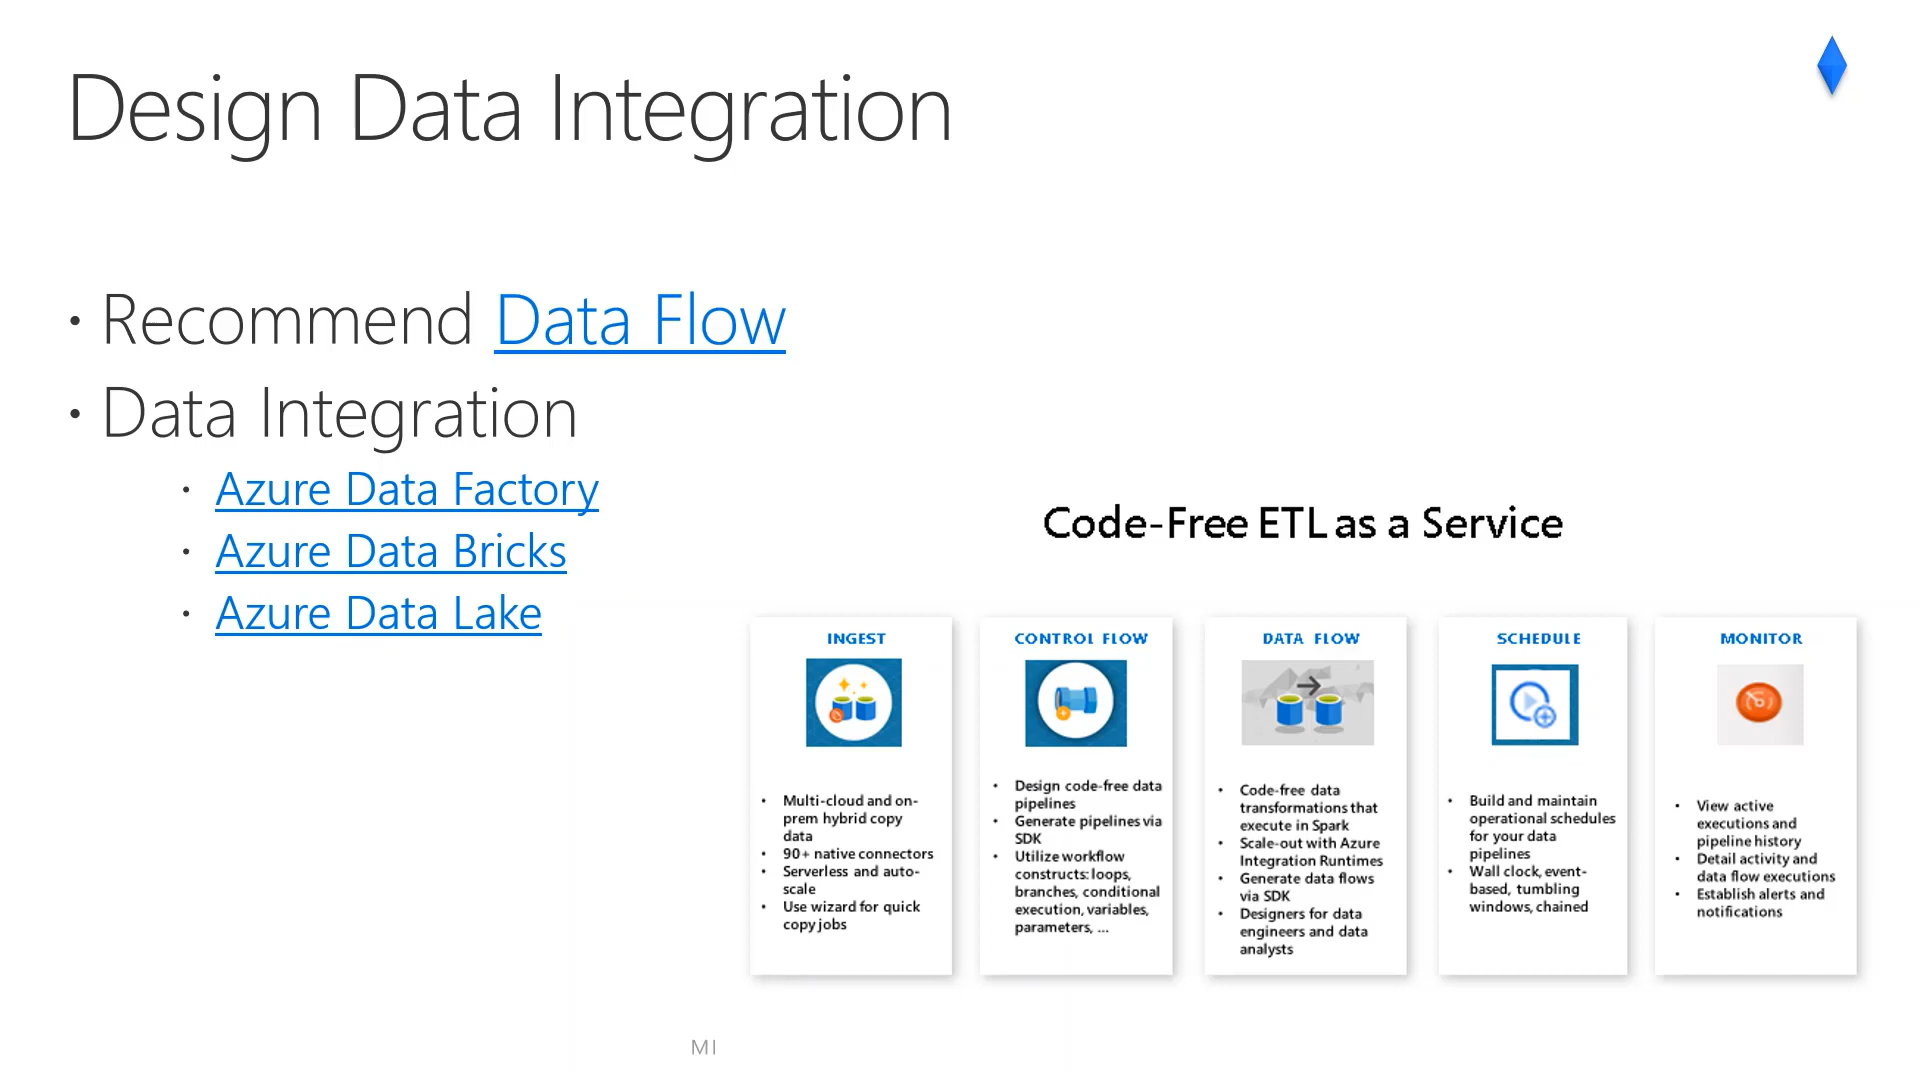 Design Data Integration
• Recommend Data Flow
• Data Integration
• Azure Data Factory
• Azure Data Bricks
• Azure Data Lake
Code-Free ETL as a Service
INGEST
• Multi-cloud and on-
prem hybrid copy
data
• 90+ native connectors
• Serverless and auto-
scale
• Use wizard for quick
copy jobs
CONTROL FLOW
• Design code-free data
pipelines
• Generate pipelines via
SDK
• Utilize workflow
constructs: loops,
branches, conditional
execution, variables,
parameters, ...
DATA FLOW
• Code-free data
transformations that
execute in Spark
• Scale-out with Azure
Integration Runtimes
• Generate data flows
via SDK
• Designers for data
engineers and data
analysts
SCHEDULE
• Build and maintain
operational schedules
for your data
pipelines
• Wall clock, event-
based, tumbling
windows, chained
MONITOR
• View active
executions and
pipeline history
• Detail activity and
data flow executions
• Establish alerts and
notifications
MI